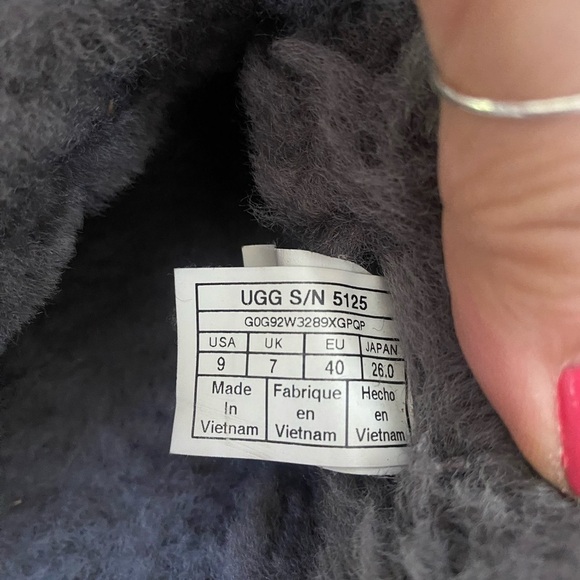 UGG S/N 5125
G0G92W3289XGPQP
USA UK EU JAPAN
9 7 40 26.0
Made Fabrique Hecho
In en en
Vietnam Vietnam Vietnam